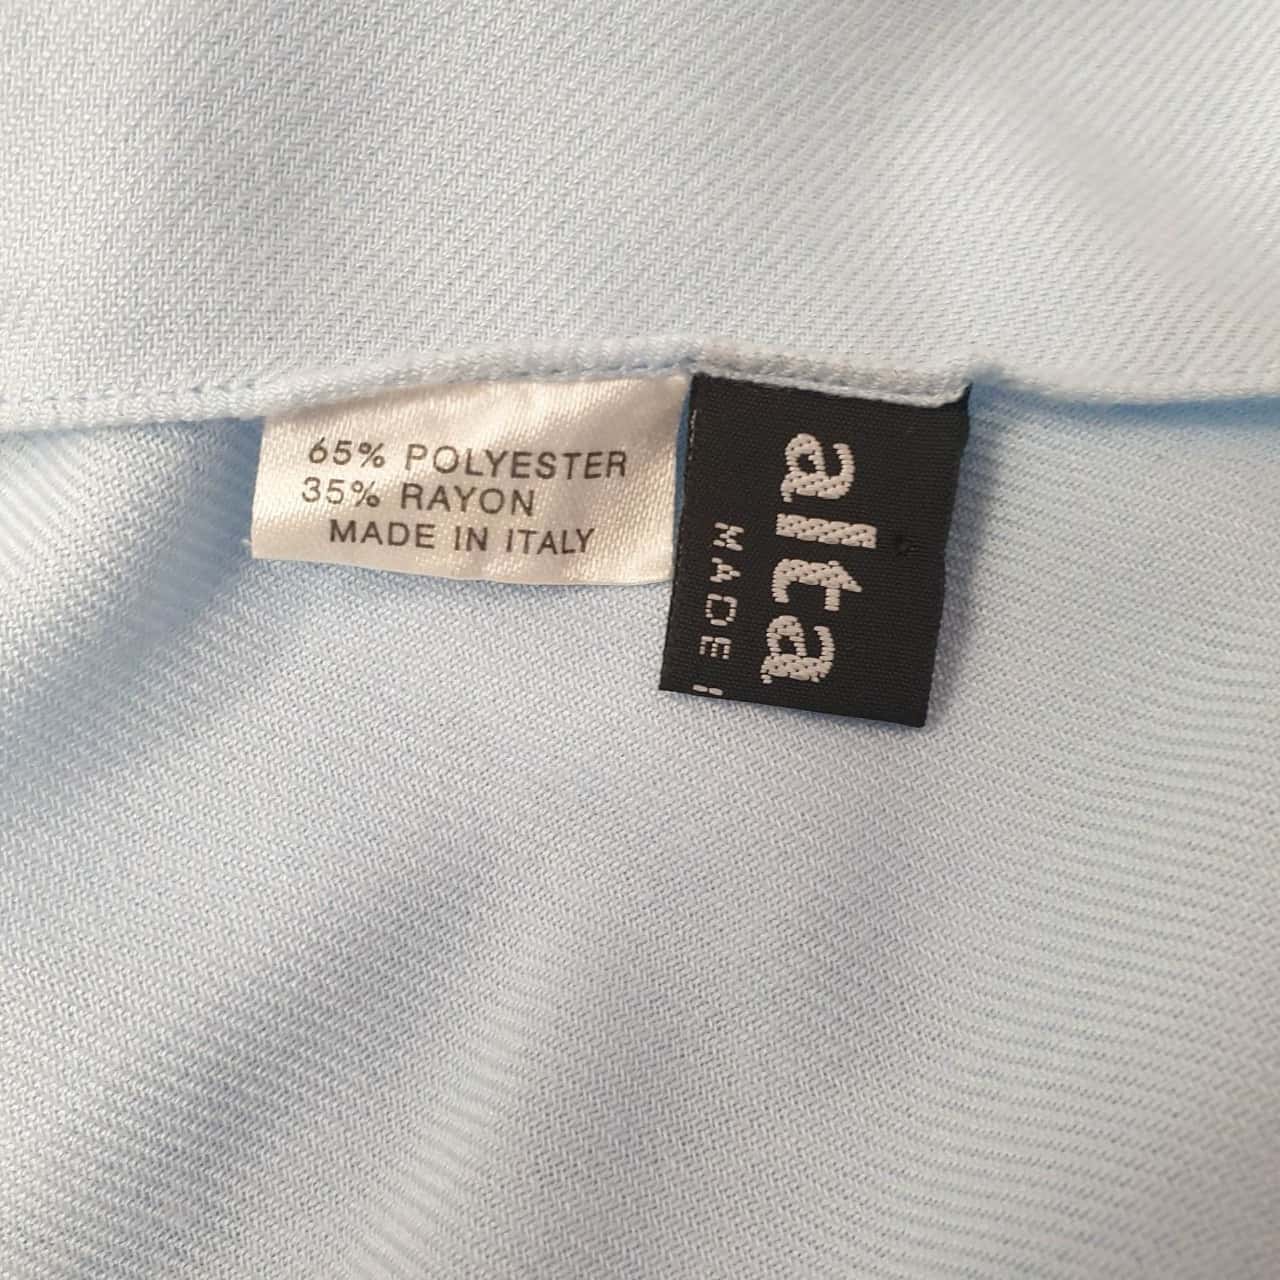 65% POLYESTER
35% RAYON
MADE IN ITALY
alta
MADE